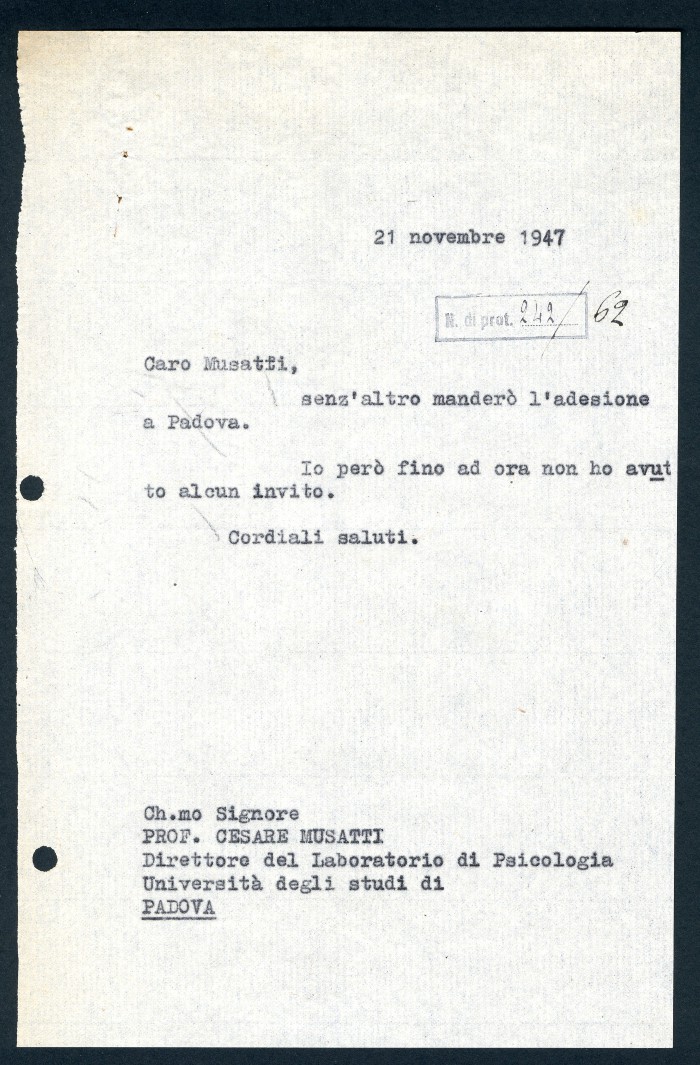 21 novembre 1947
N. di prot. 242/62
Caro Musatti,
senz'altro manderò l'adesione
a Padova.
Io però fino ad ora non ho avut
to alcun invito.
Cordiali saluti.
Ch.mo Signore
PROF. CESARE MUSATTI
Direttore del Laboratorio di Psicologia
Università degli studi di
PADOVA